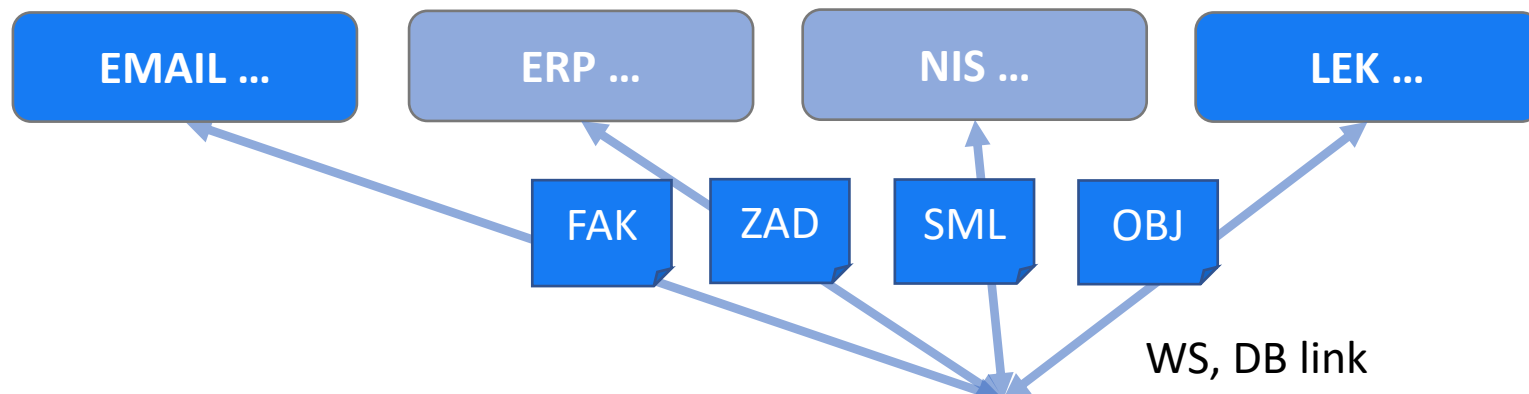 EMAIL ...
ERP ...
NIS ...
LEK ...
FAK
ZAD
SML
OBJ
WS, DB link